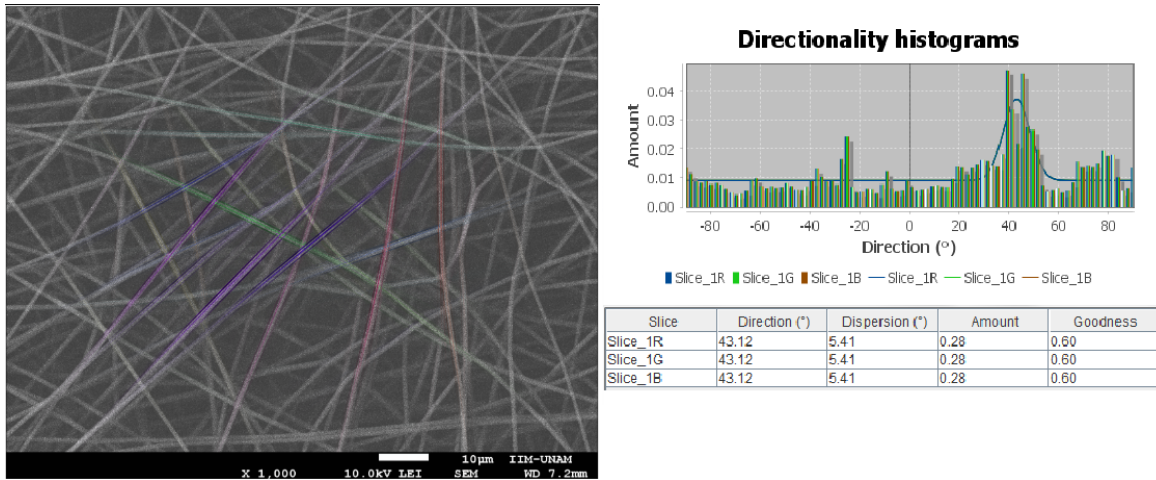 10µm IIM-UNAM
X 1,000 10.0kV LEI SEM WD 7.2mm
Directionality histograms
Amount
0.04
0.03
0.02
0.01
0.00
-80 -60 -40 -20 0 20 40 60 80
Direction (°)
Slice_1R Slice_1G Slice_1B Slice_1R Slice_1G Slice_1B
Slice Direction (°) Dispersion (°) Amount Goodness
Slice_1R 43.12 5.41 0.28 0.60
Slice_1G 43.12 5.41 0.28 0.60
Slice_1B 43.12 5.41 0.28 0.60